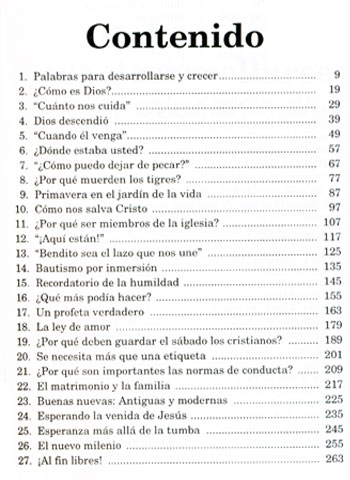 Contenido
1. Palabras para desarrollarse y crecer 9
2. ¿Cómo es Dios? 19
3. “Cuánto nos cuida” 29
4. Dios descendió 39
5. “Cuando él venga” 49
6. ¿Dónde estaba usted? 57
7. “¿Cómo puedo dejar de pecar?” 67
8. ¿Por qué muerden los tigres? 77
9. Primavera en el jardín de la vida 87
10. Cómo nos salva Cristo 97
11. ¿Por qué ser miembros de la iglesia? 107
12. “¡Aquí están!” 117
13. “Bendito sea el lazo que nos une” 125
14. Bautismo por inmersión 135
15. Recordatorio de la humildad 145
16. ¿Qué más podía hacer? 155
17. Un profeta verdadero 163
18. La ley de amor 179
19. ¿Por qué deben guardar el sábado los cristianos? 189
20. Se necesita más que una etiqueta 201
21. ¿Por qué son importantes las normas de conducta? 209
22. El matrimonio y la familia 217
23. Buenas nuevas: Antiguas y modernas 225
24. Esperando la venida de Jesús 235
25. Esperanza más allá de la tumba 245
26. El nuevo milenio 255
27. ¡Al fin libres! 263